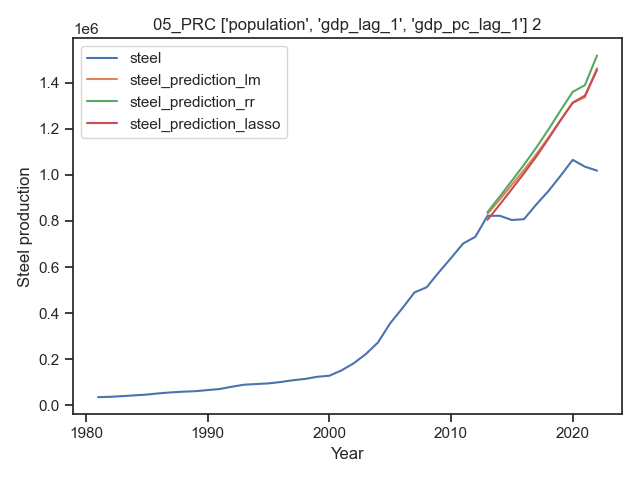 05_PRC ['population', 'gdp_lag_1', 'gdp_pc_lag_1'] 2
1e6
steel
steel_prediction_lm
steel_prediction_rr
steel_prediction_lasso
1.4
1.2
1.0
0.8
0.6
0.4
0.2
0.0
Steel production
1980 1990 2000 2010 2020
Year